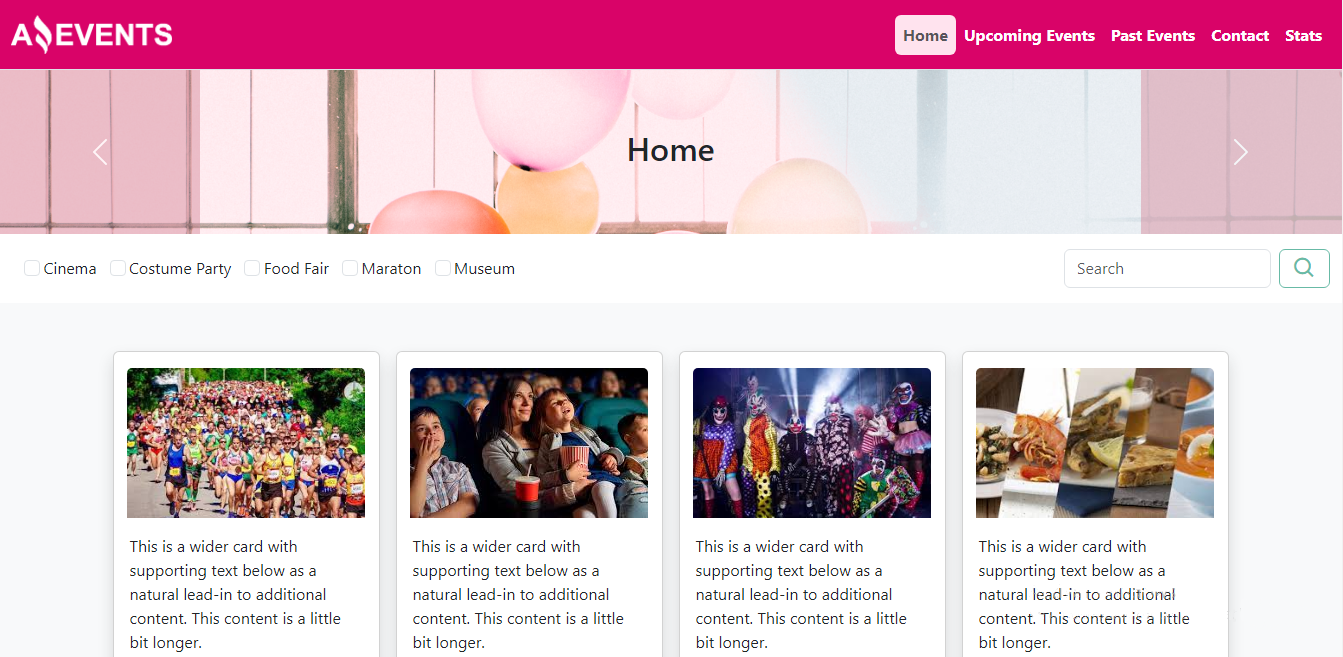 A EVENTS
Home Upcoming Events Past Events Contact Stats
Home
Cinema Costume Party Food Fair Maraton Museum
Search
This is a wider card with
supporting text below as a
natural lead-in to additional
content. This content is a little
bit longer.
This is a wider card with
supporting text below as a
natural lead-in to additional
content. This content is a little
bit longer.
This is a wider card with
supporting text below as a
natural lead-in to additional
content. This content is a little
bit longer.
This is a wider card with
supporting text below as a
natural lead-in to additional
content. This content is a little
bit longer.